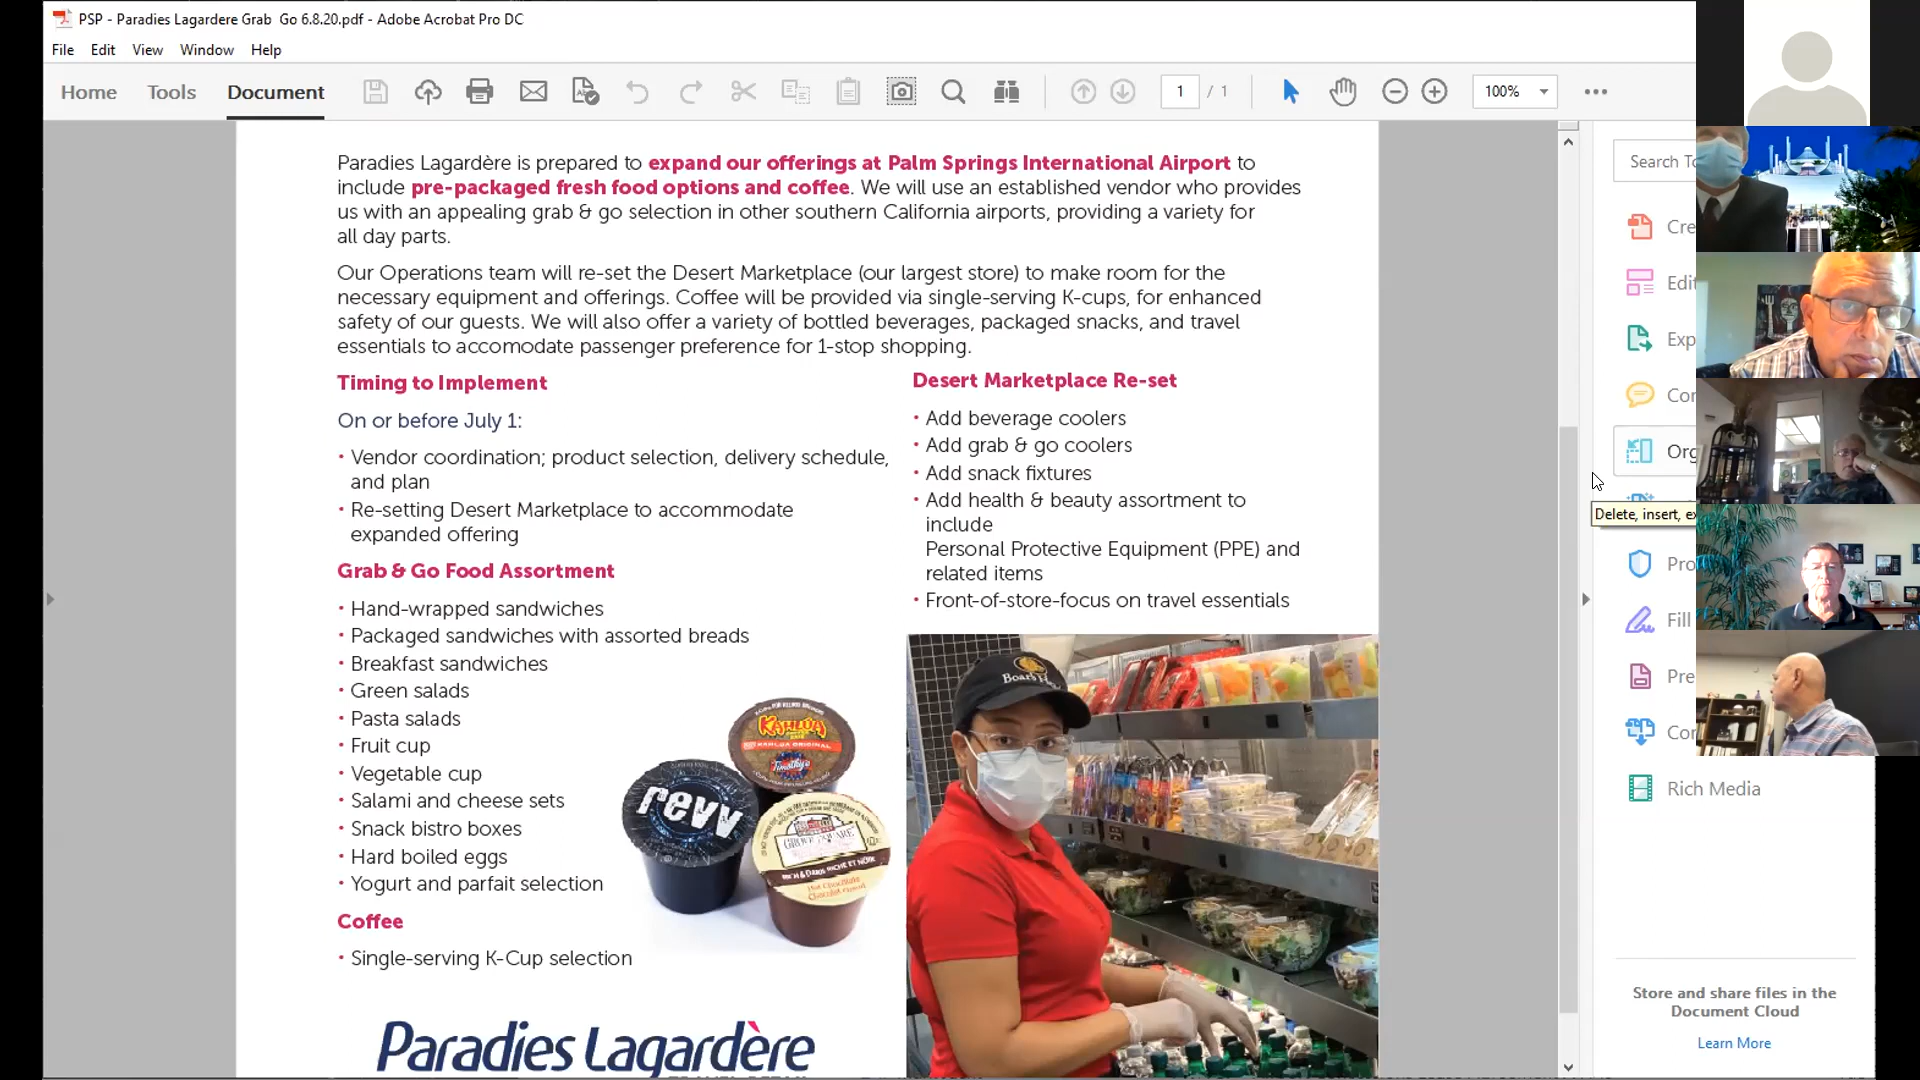 PSP - Paradies Lagardere Grab Go 6.8.20.pdf - Adobe Acrobat Pro DC
File Edit View Window Help
Home Tools Document 1 / 1 100%
Paradies Lagardère is prepared to expand our offerings at Palm Springs International Airport to
include pre-packaged fresh food options and coffee. We will use an established vendor who provides
us with an appealing grab & go selection in other southern California airports, providing a variety for
all day parts.
Our Operations team will re-set the Desert Marketplace (our largest store) to make room for the
necessary equipment and offerings. Coffee will be provided via single-serving K-cups, for enhanced
safety of our guests. We will also offer a variety of bottled beverages, packaged snacks, and travel
essentials to accomodate passenger preference for 1-stop shopping.
Timing to Implement
On or before July 1:
• Vendor coordination; product selection, delivery schedule,
and plan
• Re-setting Desert Marketplace to accommodate
expanded offering
Grab & Go Food Assortment
• Hand-wrapped sandwiches
• Packaged sandwiches with assorted breads
• Breakfast sandwiches
• Green salads
• Pasta salads
• Fruit cup
• Vegetable cup
• Salami and cheese sets
• Snack bistro boxes
• Hard boiled eggs
• Yogurt and parfait selection
Coffee
• Single-serving K-Cup selection
Paradies Lagardère
Desert Marketplace Re-set
• Add beverage coolers
• Add grab & go coolers
• Add snack fixtures
• Add health & beauty assortment to
include
Personal Protective Equipment (PPE) and
related items
• Front-of-store-focus on travel essentials
KAHLÚA
KAHLUA ORIGINAL
Timothy's
revv
GROVE SQUARE
Hot Chocolate
Boar's
Search To
Cre
Edit
Exp
Con
Org
Delete, insert, ex
Pro
Fill
Pre
Con
Rich Media
Store and share files in the
Document Cloud
Learn More